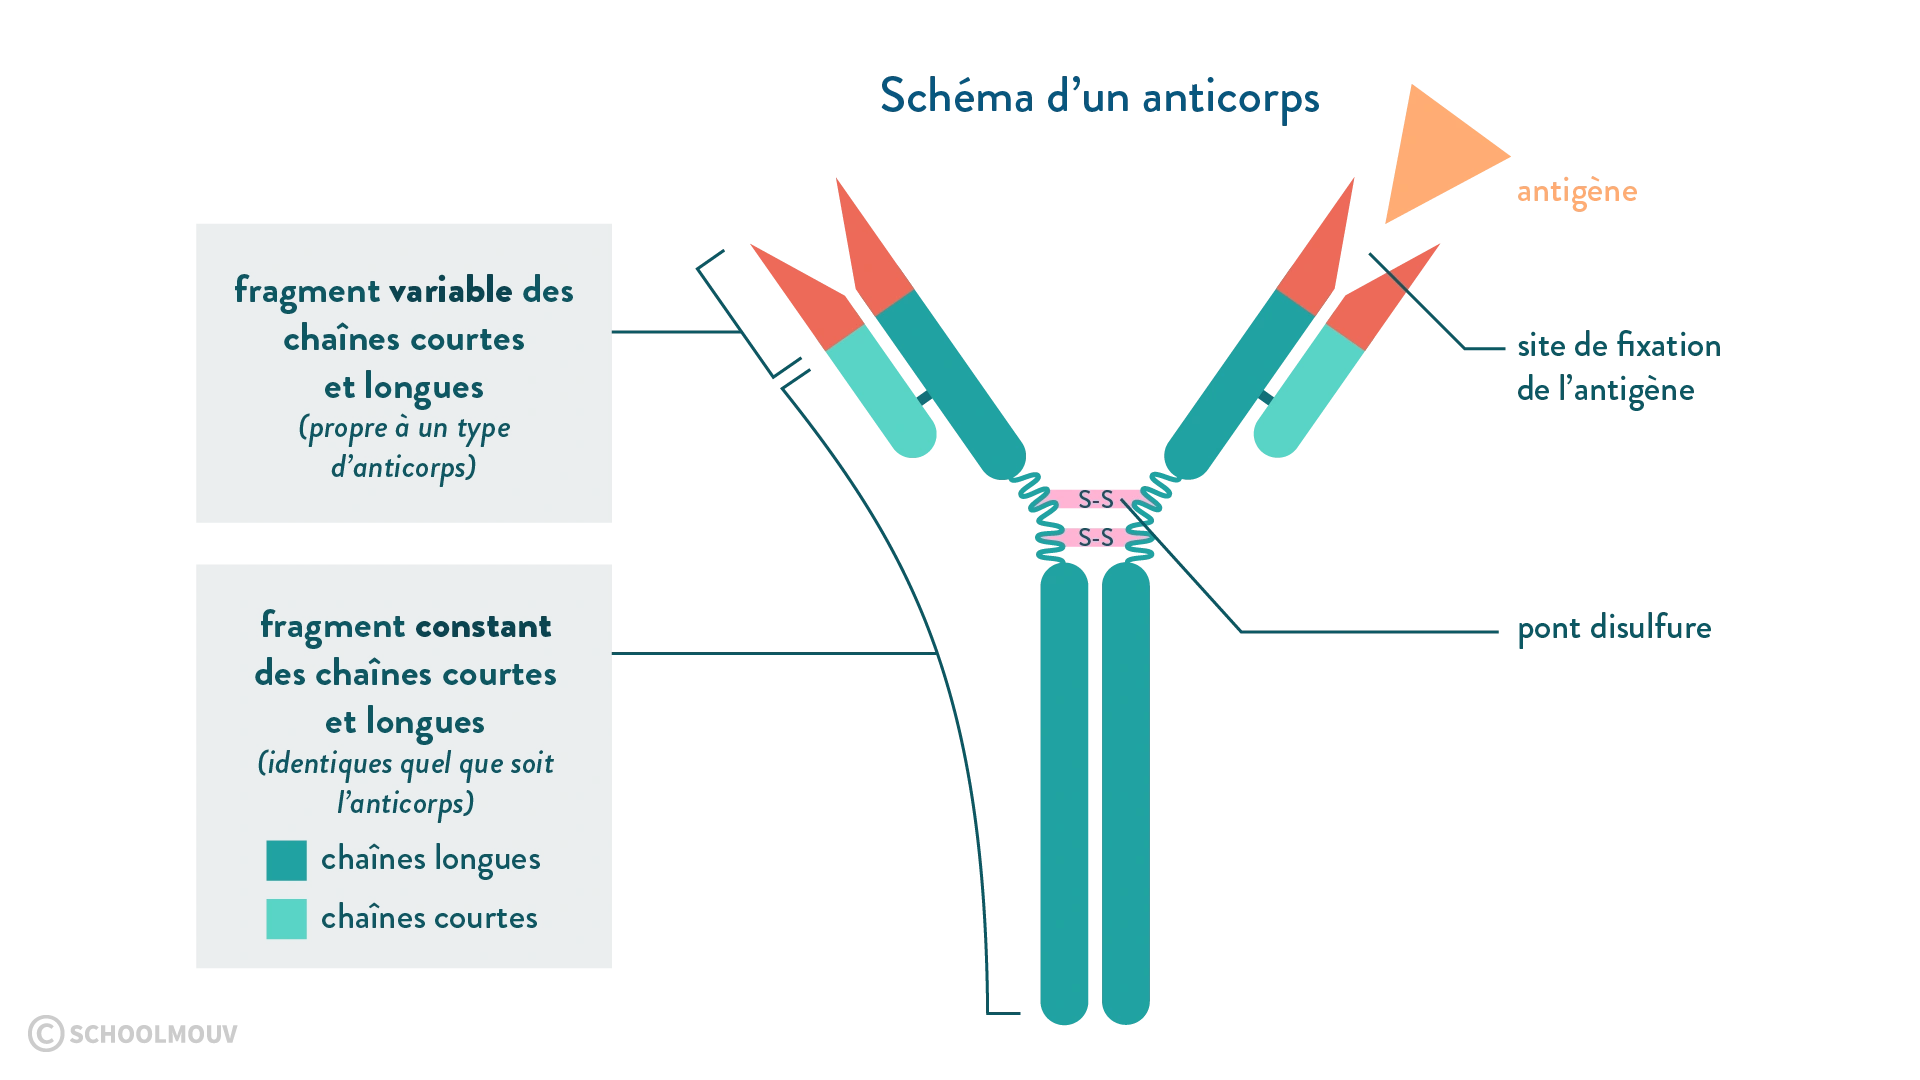 Schéma d’un anticorps
antigène
fragment variable des
chaînes courtes
et longues
(propre à un type
d’anticorps)
site de fixation
de l’antigène
S-S
S-S
fragment constant
des chaînes courtes
et longues
(identiques quel que soit
l’anticorps)
chaînes longues
chaînes courtes
pont disulfure
© SCHOOLMOUV